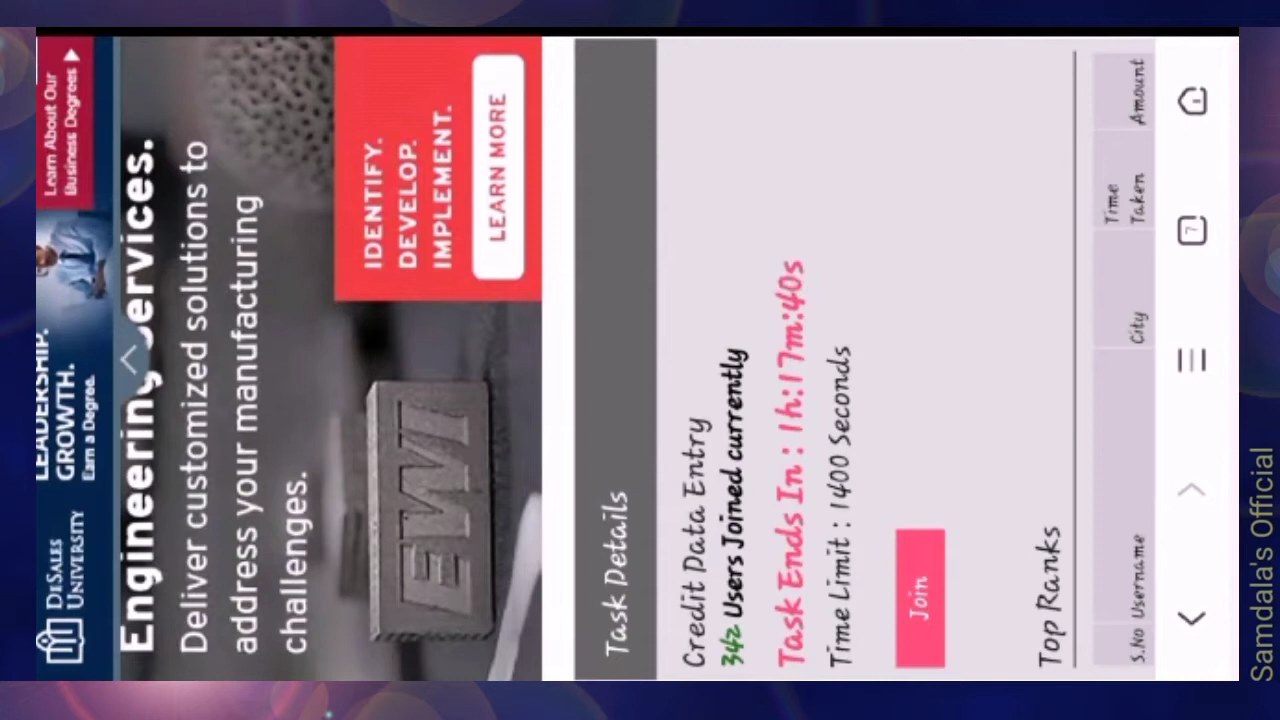 DESALES
UNIVERSITY
LEADERSHIP.
GROWTH.
Earn a Degree.
Learn About Our
Business Degrees
Engineering Services.
Deliver customized solutions to
address your manufacturing
challenges.
EWI
IDENTIFY.
DEVELOP.
IMPLEMENT.
LEARN MORE
Task Details
Credit Data Entry
342 Users Joined currently
Task Ends In : 1h:17m:40s
Time Limit : 1400 Seconds
Join
Top Ranks
S.No Username City Time Taken Amount
7
Samdala's Official